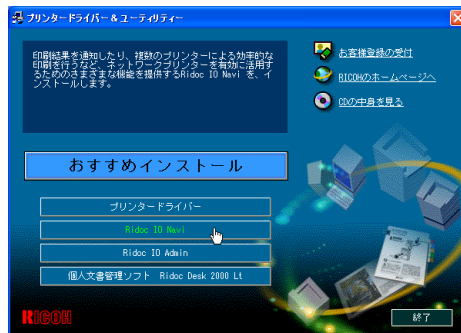 プリンタードライバー&ユーティリティー
印刷結果を通知したり、複数のプリンターによる効率的な
印刷を行うなど、ネットワークプリンターを有効に活用す
るためのさまざまな機能を提供するRidoc IO Navi を、イ
ンストールします。
お客様登録の受付
RICOHのホームページへ
CDの中身を見る
おすすめインストール
プリンタードライバー
Ridoc IO Navi
Ridoc IO Admin
個人文書管理ソフト Ridoc Desk 2000 Lt
RICOH
終了